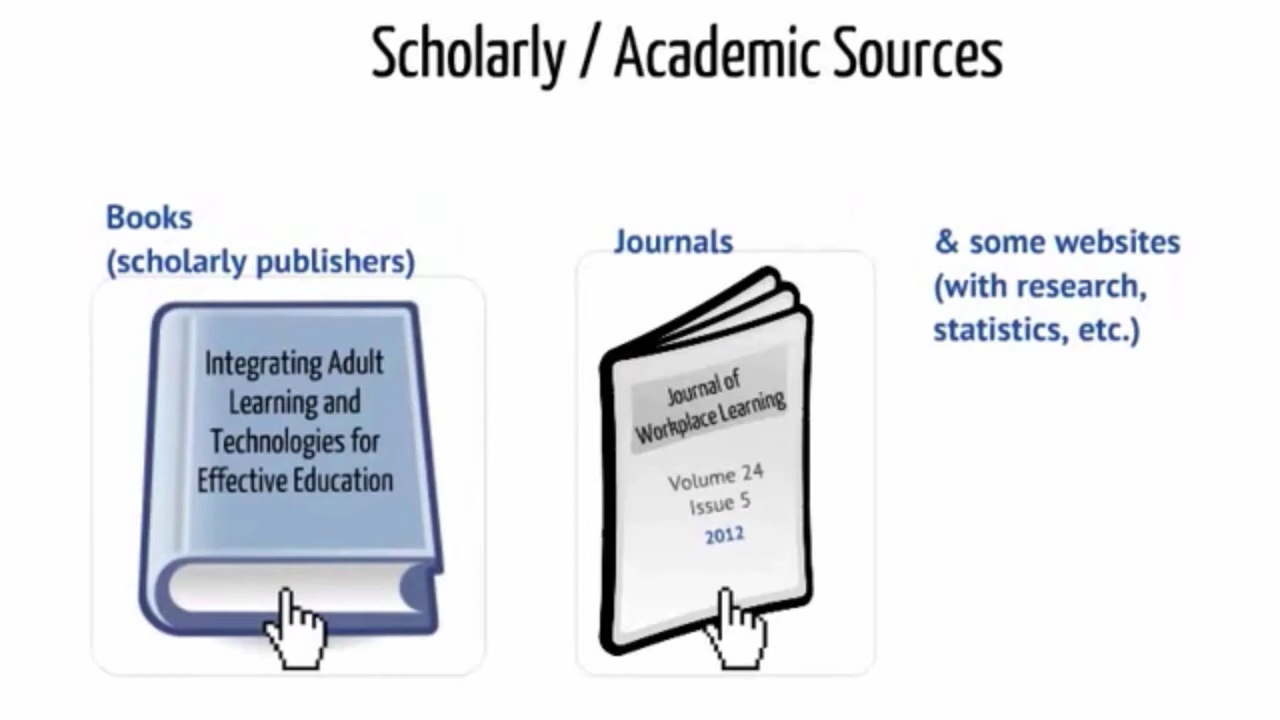 Scholarly / Academic Sources
Books
(scholarly publishers)
Integrating Adult
Learning and
Technologies for
Effective Education
Journals
Journal of
Workplace Learning
Volume 24
Issue 5
2012
& some websites
(with research,
statistics, etc.)